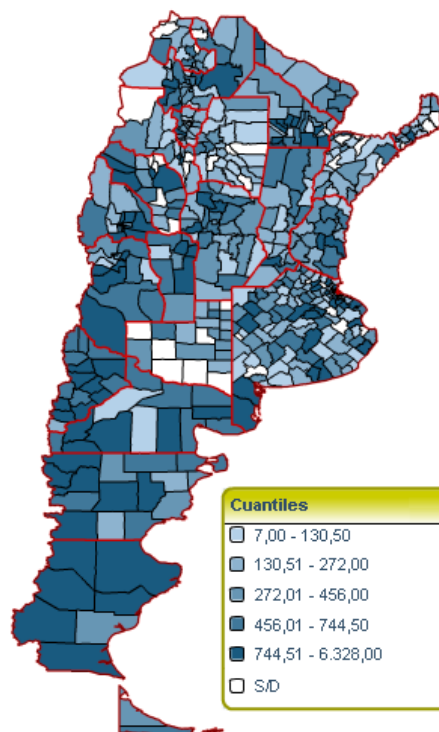 Cuantiles
7,00 - 130,50
130,51 - 272,00
272,01 - 456,00
456,01 - 744,50
744,51 - 6.328,00
S/D